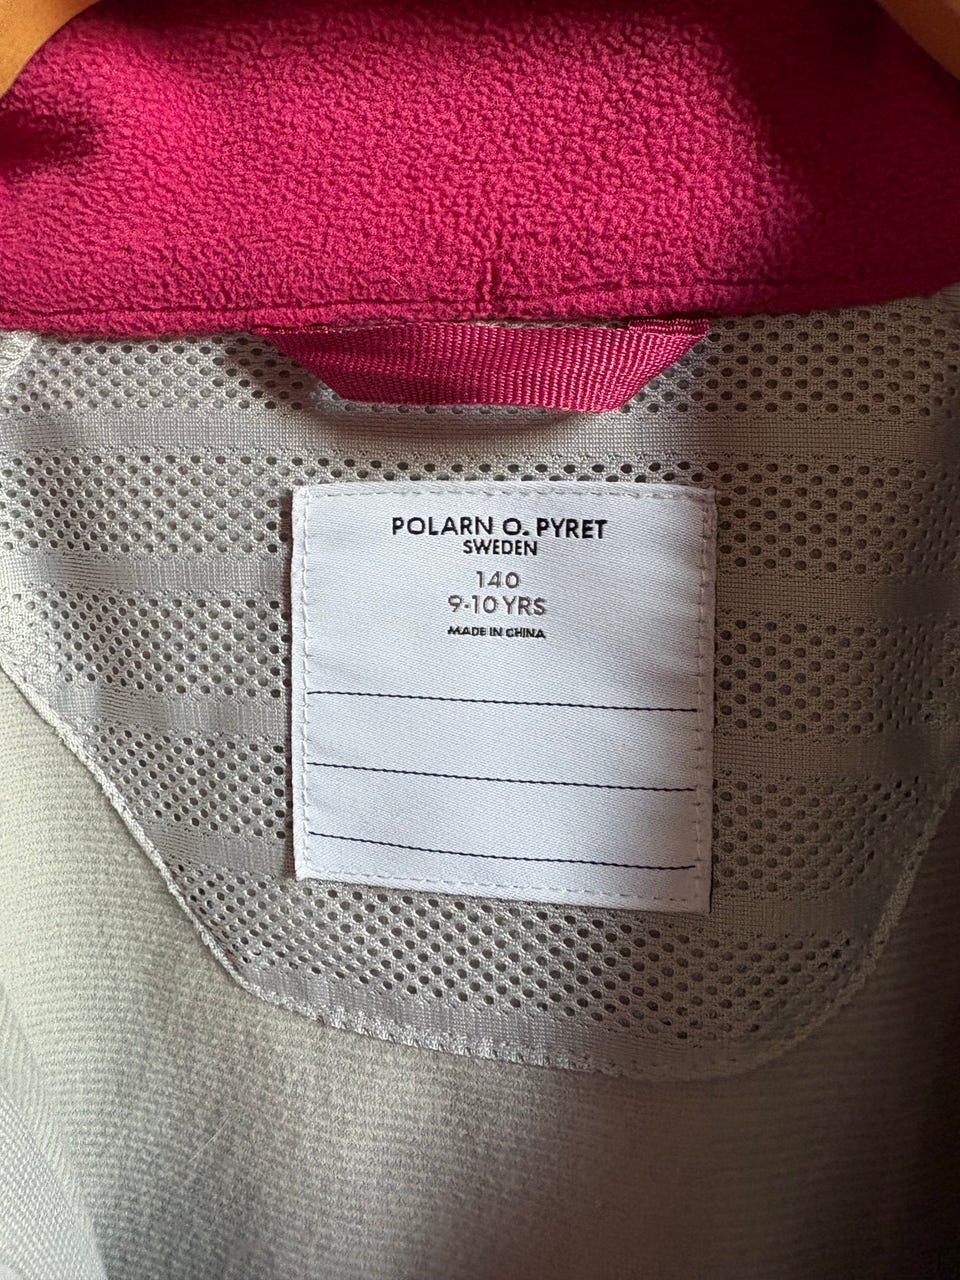 POLARN O. PYRET
SWEDEN
140
9-10 YRS
MADE IN CHINA